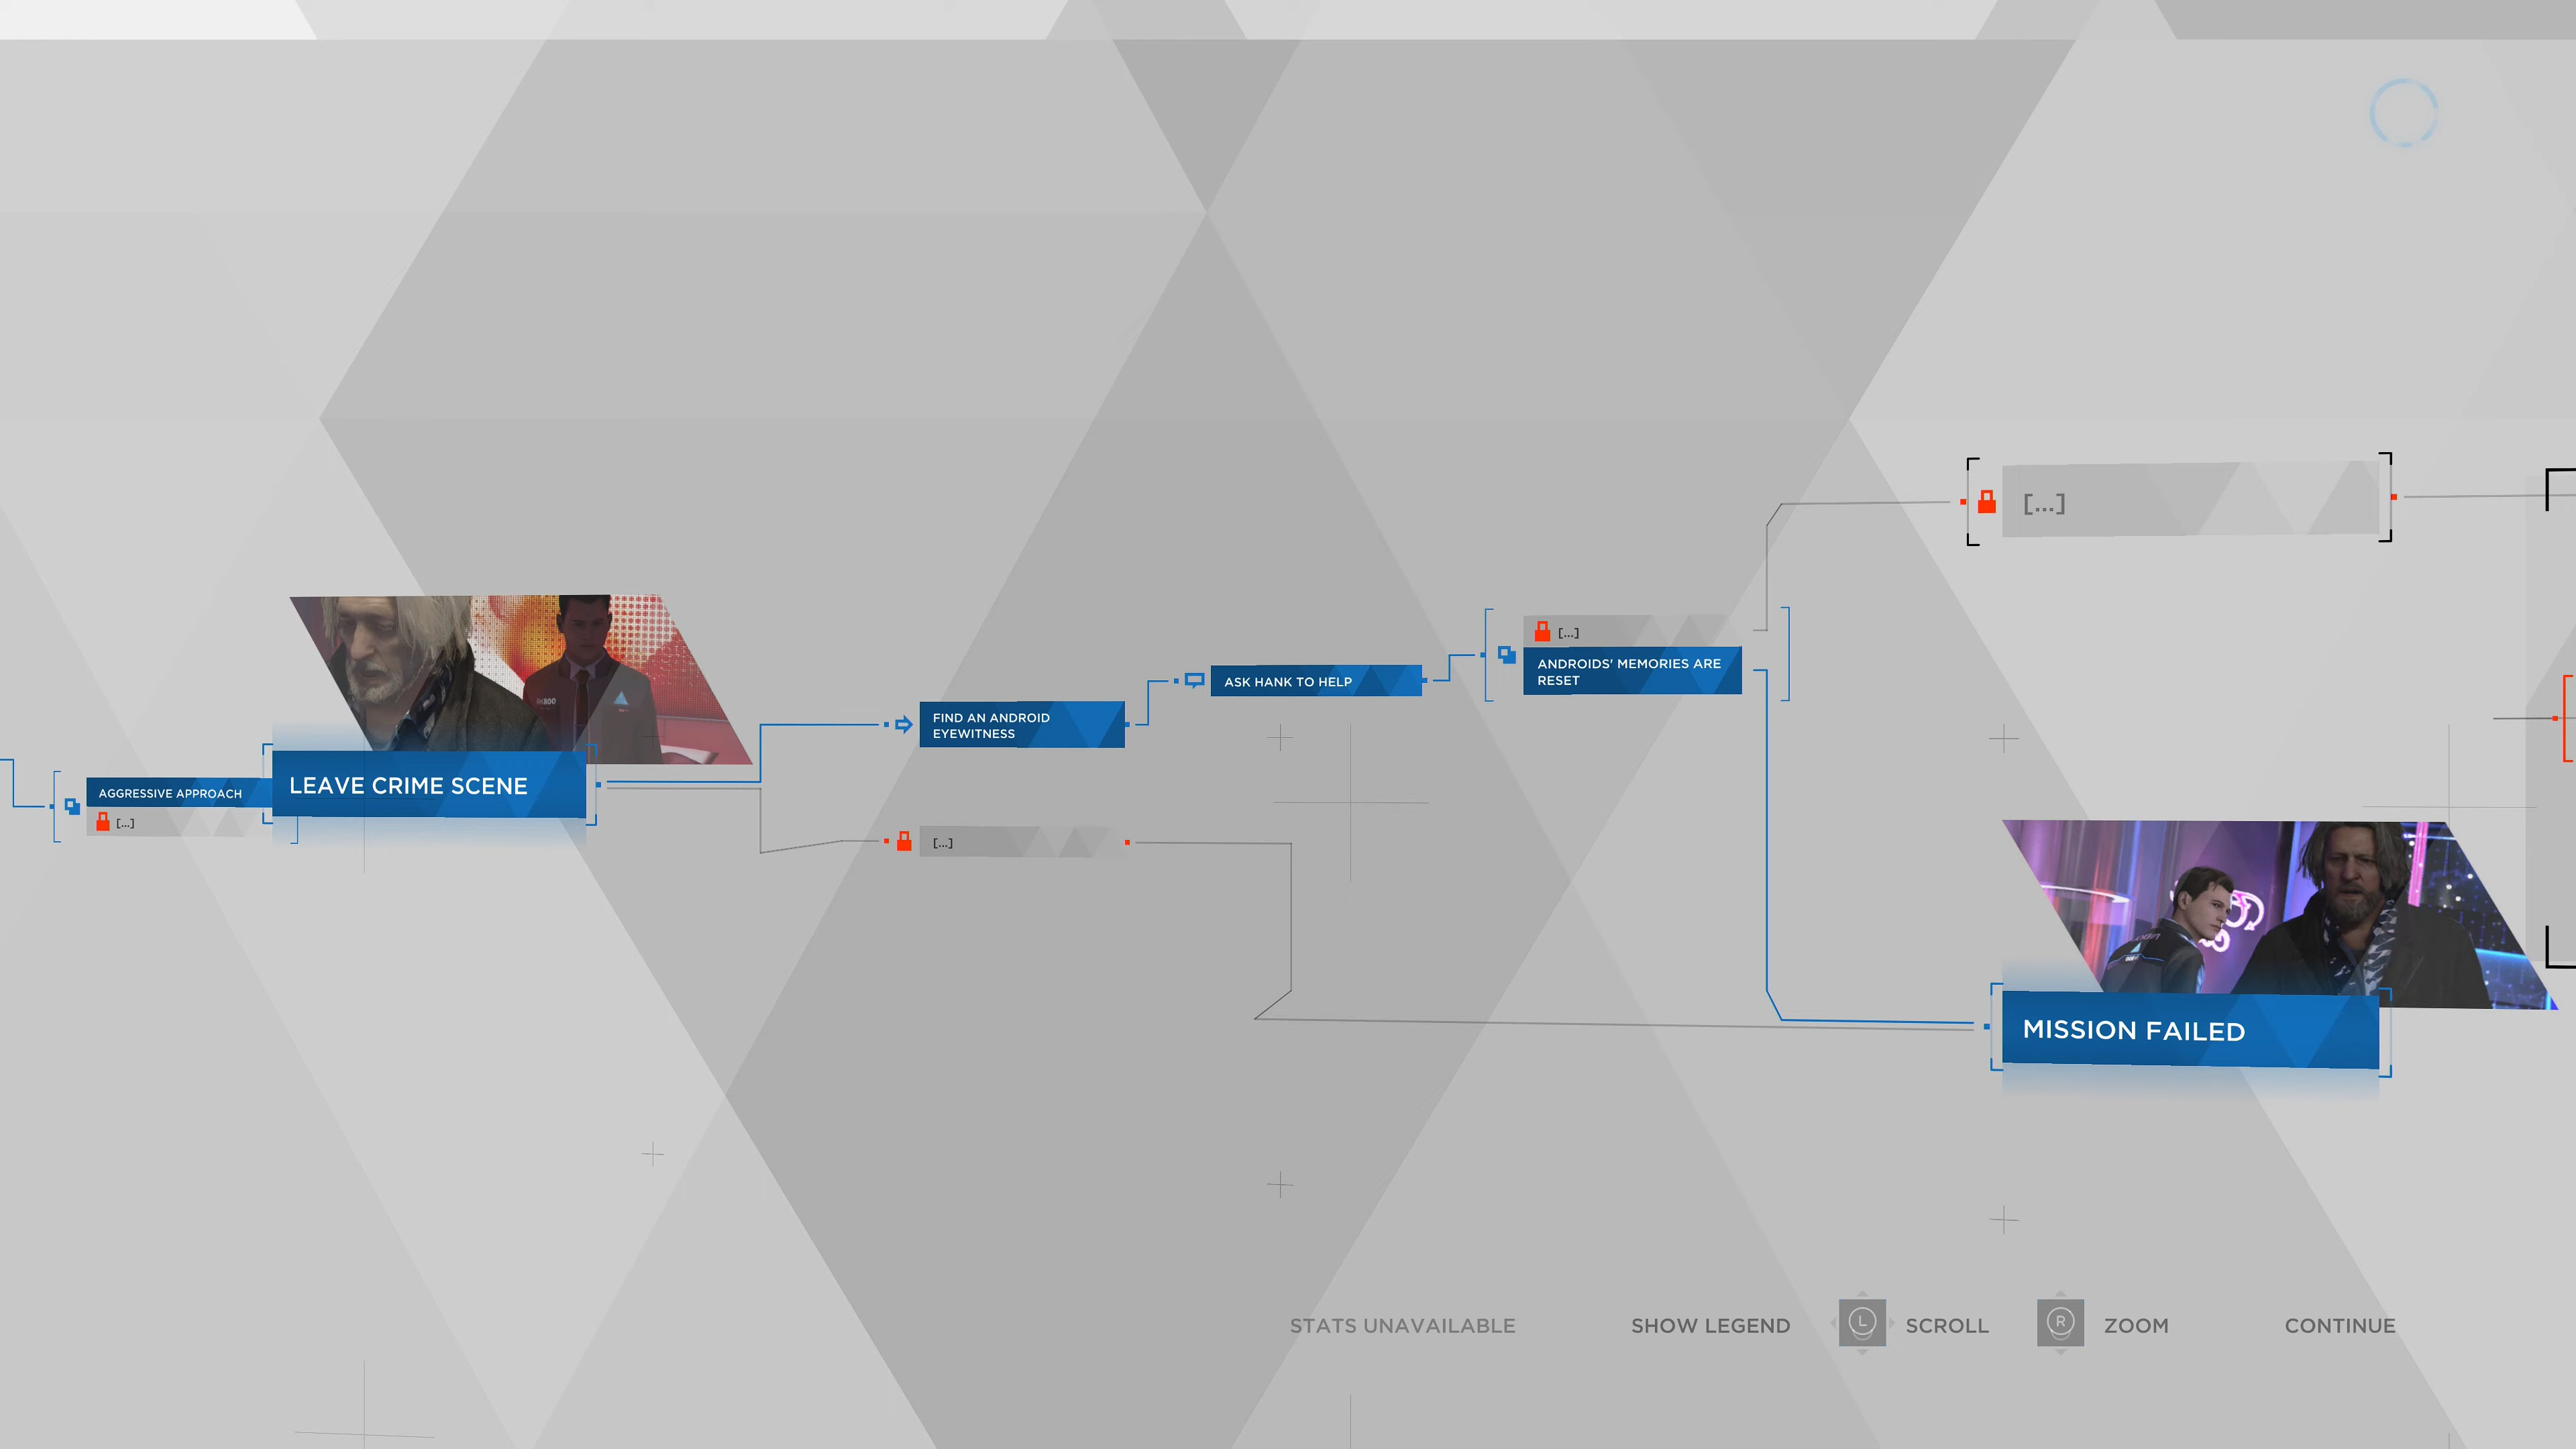 AGGRESSIVE APPROACH
[...]
LEAVE CRIME SCENE
FIND AN ANDROID
EYEWITNESS
[...]
ASK HANK TO HELP
[...]
ANDROIDS' MEMORIES ARE
RESET
[...]
MISSION FAILED
STATS UNAVAILABLE
SHOW LEGEND
L
SCROLL
R
ZOOM
CONTINUE